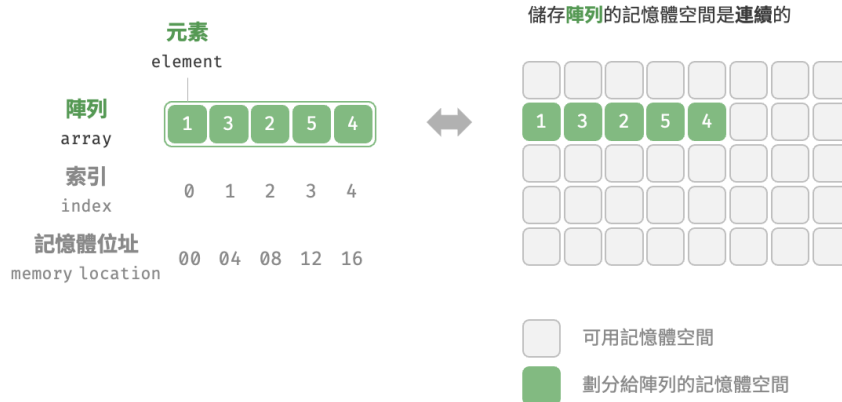 儲存陣列的記憶體空間是連續的
元素
element
陣列
array
1 3 2 5 4
索引
index
0 1 2 3 4
記憶體位址
memory location
00 04 08 12 16
1 3 2 5 4
可用記憶體空間
劃分給陣列的記憶體空間